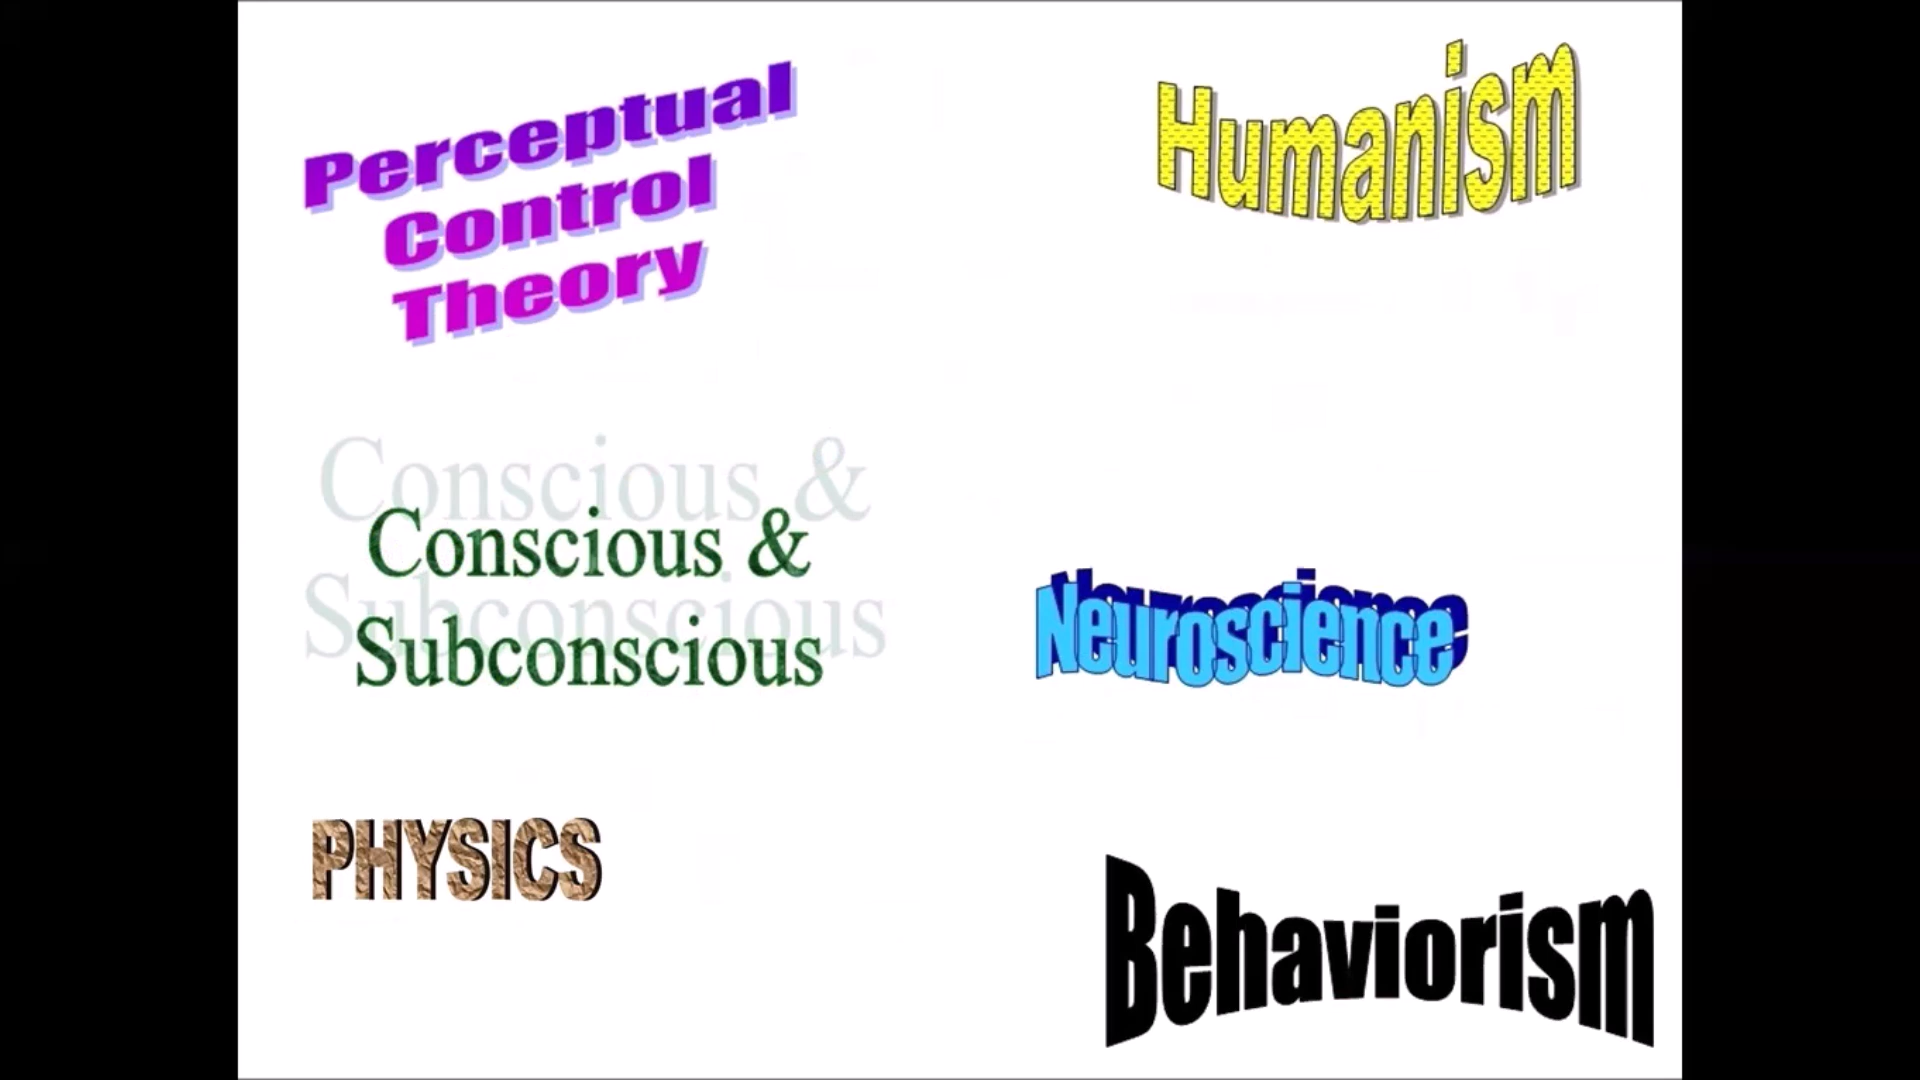 Perceptual
Control
Theory
Humanism
Conscious &
Subconscious
Neuroscience
PHYSICS
Behaviorism